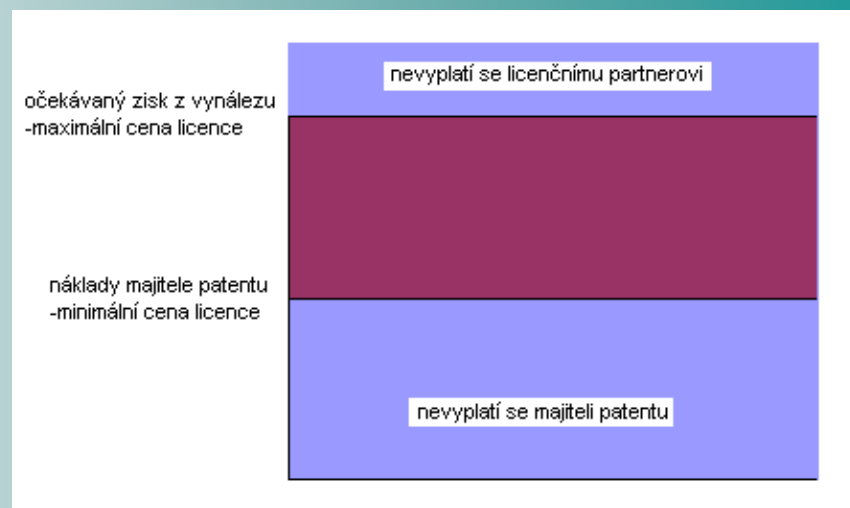 nevyplatí se licenčnímu partnerovi
očekávaný zisk z vynálezu
-maximální cena licence
náklady majitele patentu
-minimální cena licence
nevyplatí se majiteli patentu